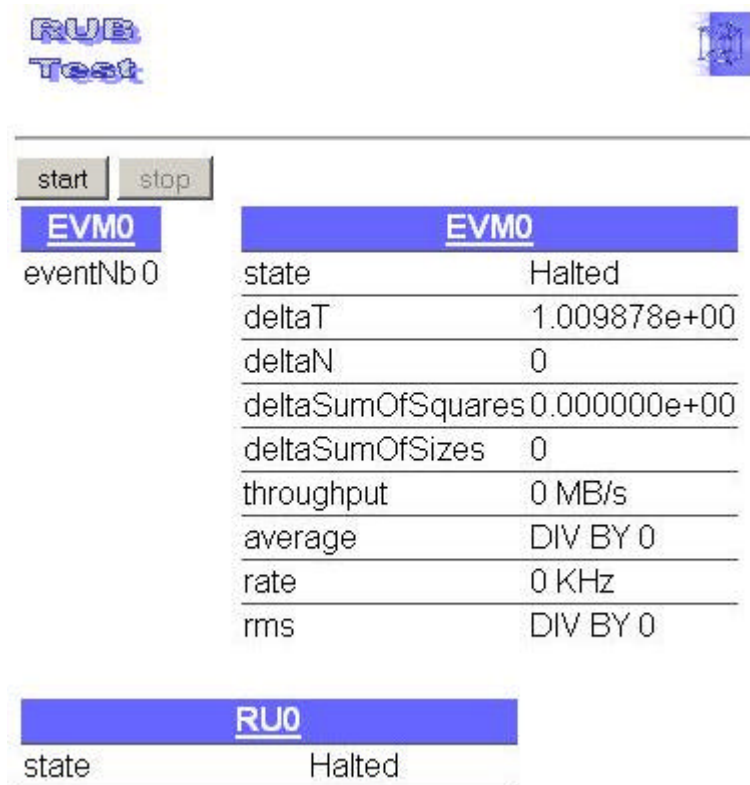 RUB
Test
start stop
EVM0
eventNb 0
EVM0
state Halted
deltaT 1.009878e+00
deltaN 0
deltaSumOfSquares 0.000000e+00
deltaSumOfSizes 0
throughput 0 MB/s
average DIV BY 0
rate 0 KHz
rms DIV BY 0
RU0
state Halted